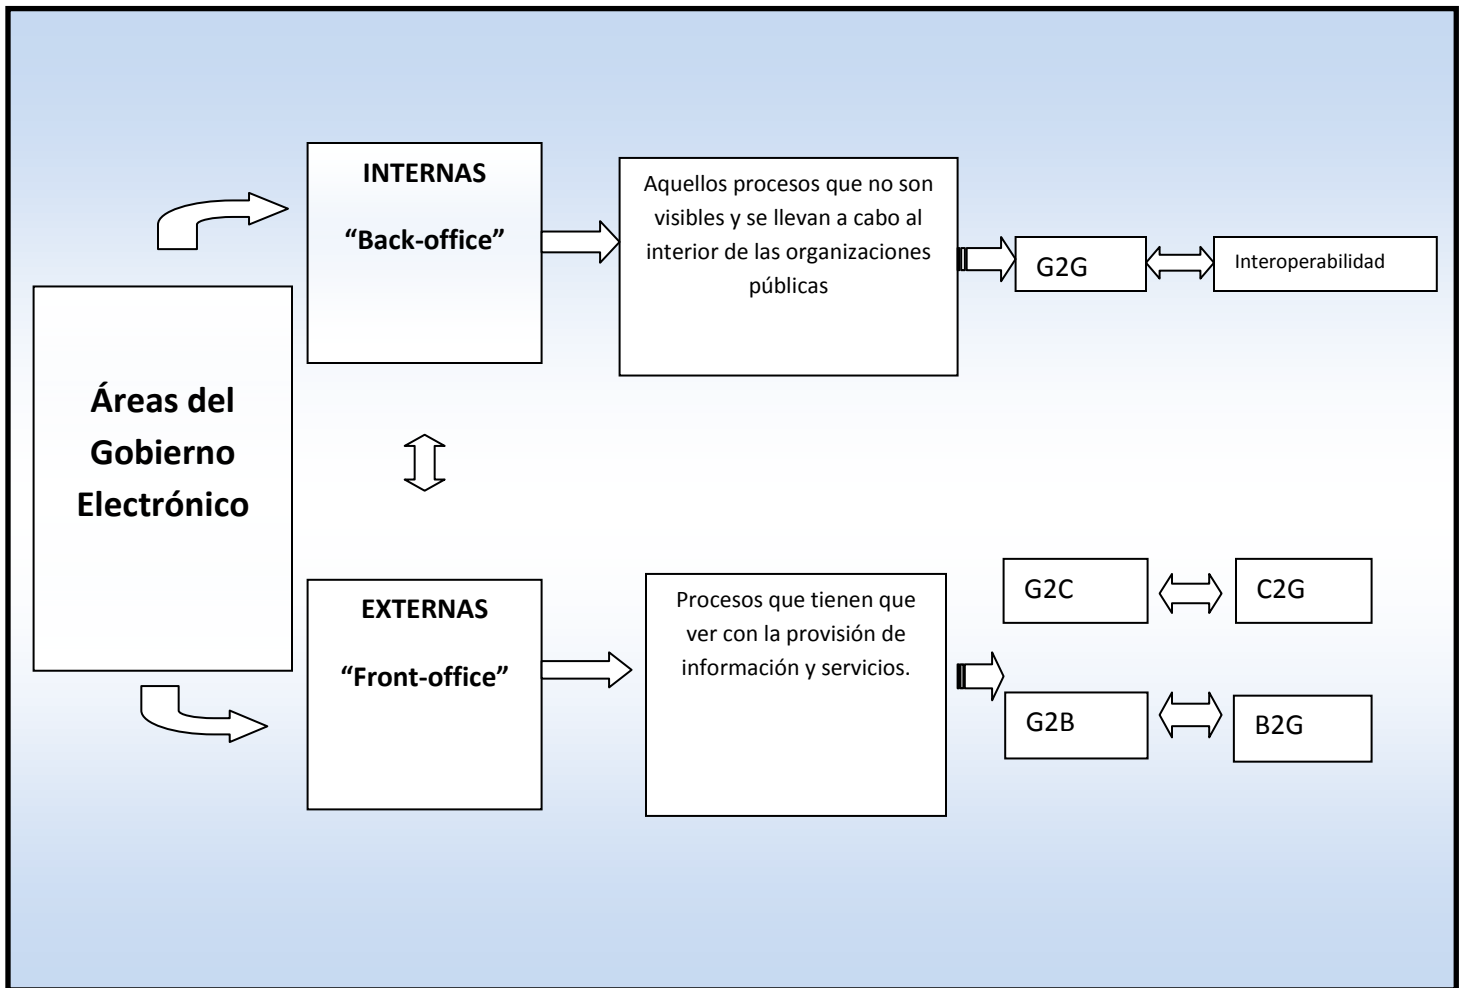 INTERNAS
“Back-office”
Aquellos procesos que no son
visibles y se llevan a cabo al
interior de las organizaciones
públicas
G2G
Interoperabilidad
Áreas del
Gobierno
Electrónico
EXTERNAS
“Front-office”
Procesos que tienen que
ver con la provisión de
información y servicios.
G2C
C2G
G2B
B2G